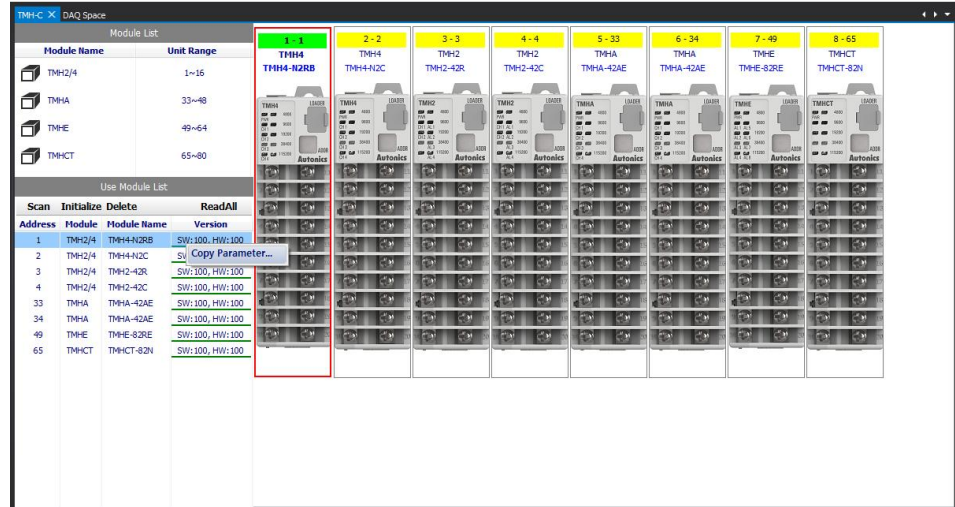 TMH-C DAQ Space
Module List
Module Name Unit Range
TMH2/4 1~16
TMHA 33~48
TMHE 49~64
TMHCT 65~80
Use Module List
Scan Initialize Delete ReadAll
Address Module Module Name Version
1 TMH2/4 TMH4-N2RB SW:100, HW:100
2 TMH2/4 TMH4-N2C
3 TMH2/4 TMH2-42R SW:100, HW:100
4 TMH2/4 TMH2-42C SW:100, HW:100
33 TMHA TMHA-42AE SW:100, HW:100
34 TMHA TMHA-42AE SW:100, HW:100
49 TMHE TMHE-82RE SW:100, HW:100
65 TMHCT TMHCT-82N SW:100, HW:100
Copy Parameter...
1 - 1 2 - 2 3 - 3 4 - 4 5 - 33 6 - 34 7 - 49 8 - 65
TMH4 TMH4 TMH2 TMH2 TMHA TMHA TMHE TMHCT
TMH4-N2RB TMH4-N2C TMH2-42R TMH2-42C TMHA-42AE TMHA-42AE TMHE-82RE TMHCT-82N
TMH4 LOADER TMH4 LOADER TMH2 LOADER TMH2 LOADER TMHA LOADER TMHA LOADER TMHE LOADER TMHCT LOADER
Autonics Autonics Autonics Autonics Autonics Autonics Autonics Autonics